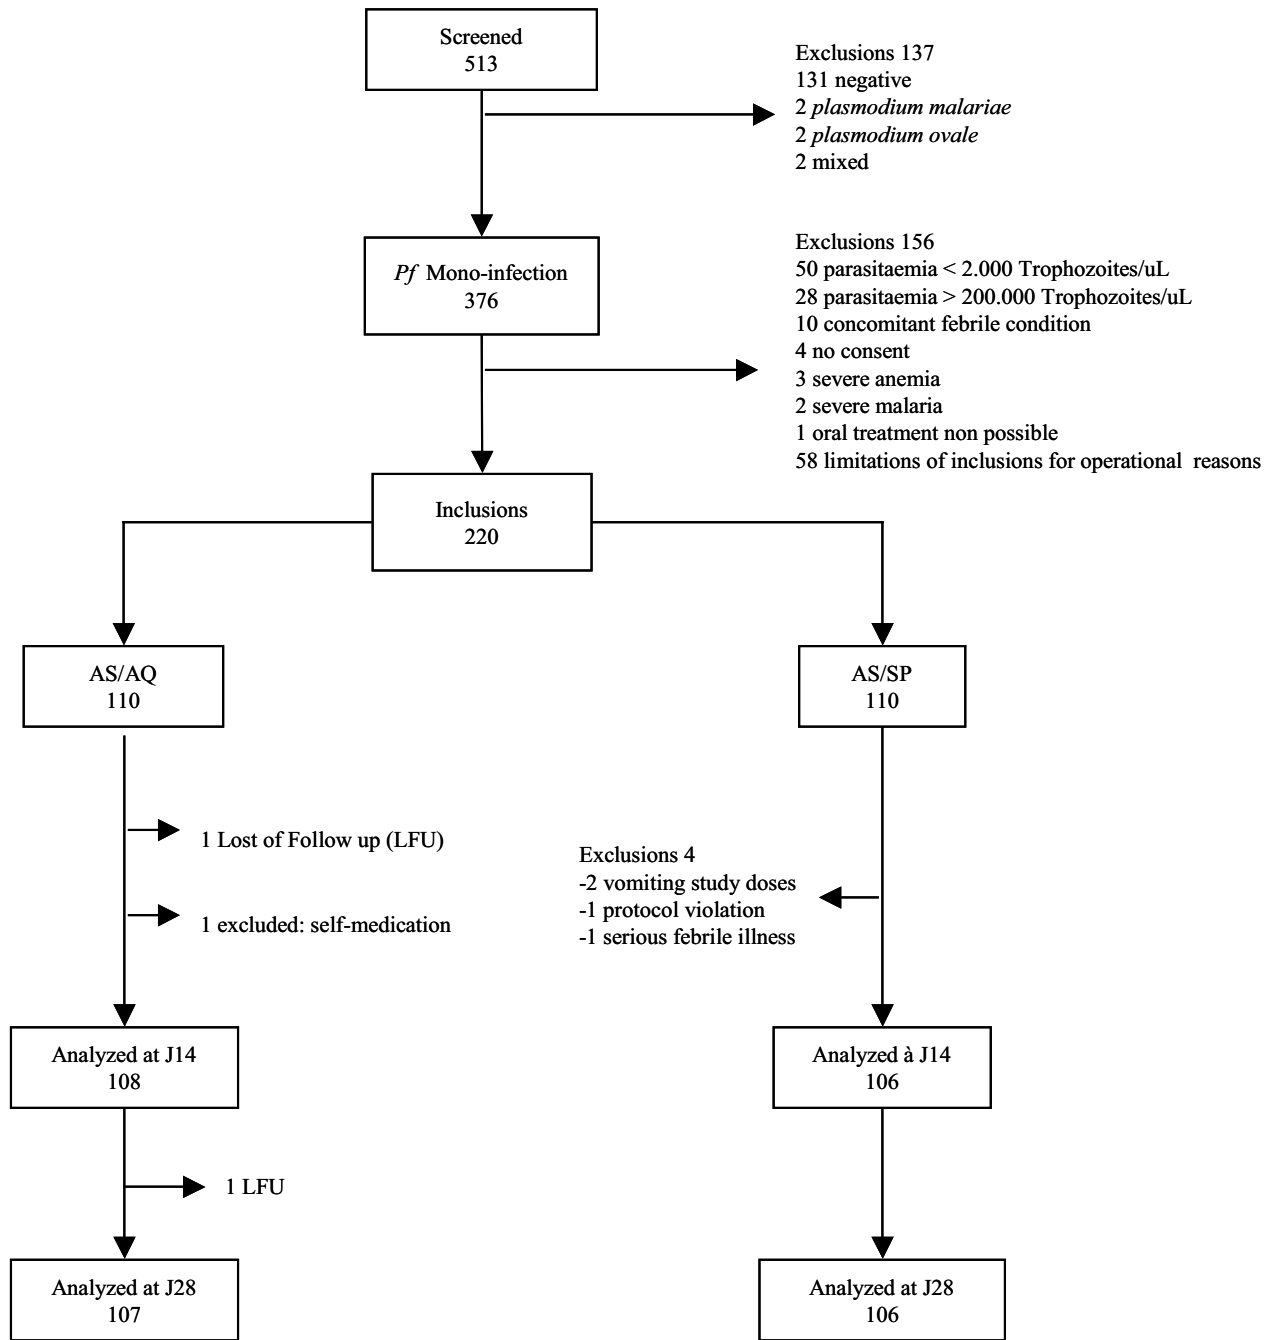 Screened
513
Exclusions 137
131 negative
2 plasmodium malariae
2 plasmodium ovale
2 mixed
Pf Mono-infection
376
Exclusions 156
50 parasitaemia < 2.000 Trophozoites/uL
28 parasitaemia > 200.000 Trophozoites/uL
10 concomitant febrile condition
4 no consent
3 severe anemia
2 severe malaria
1 oral treatment non possible
58 limitations of inclusions for operational reasons
Inclusions
220
AS/AQ
110
AS/SP
110
1 Lost of Follow up (LFU)
1 excluded: self-medication
Exclusions 4
-2 vomiting study doses
-1 protocol violation
-1 serious febrile illness
Analyzed at J14
108
Analyzed à J14
106
1 LFU
Analyzed at J28
107
Analyzed at J28
106